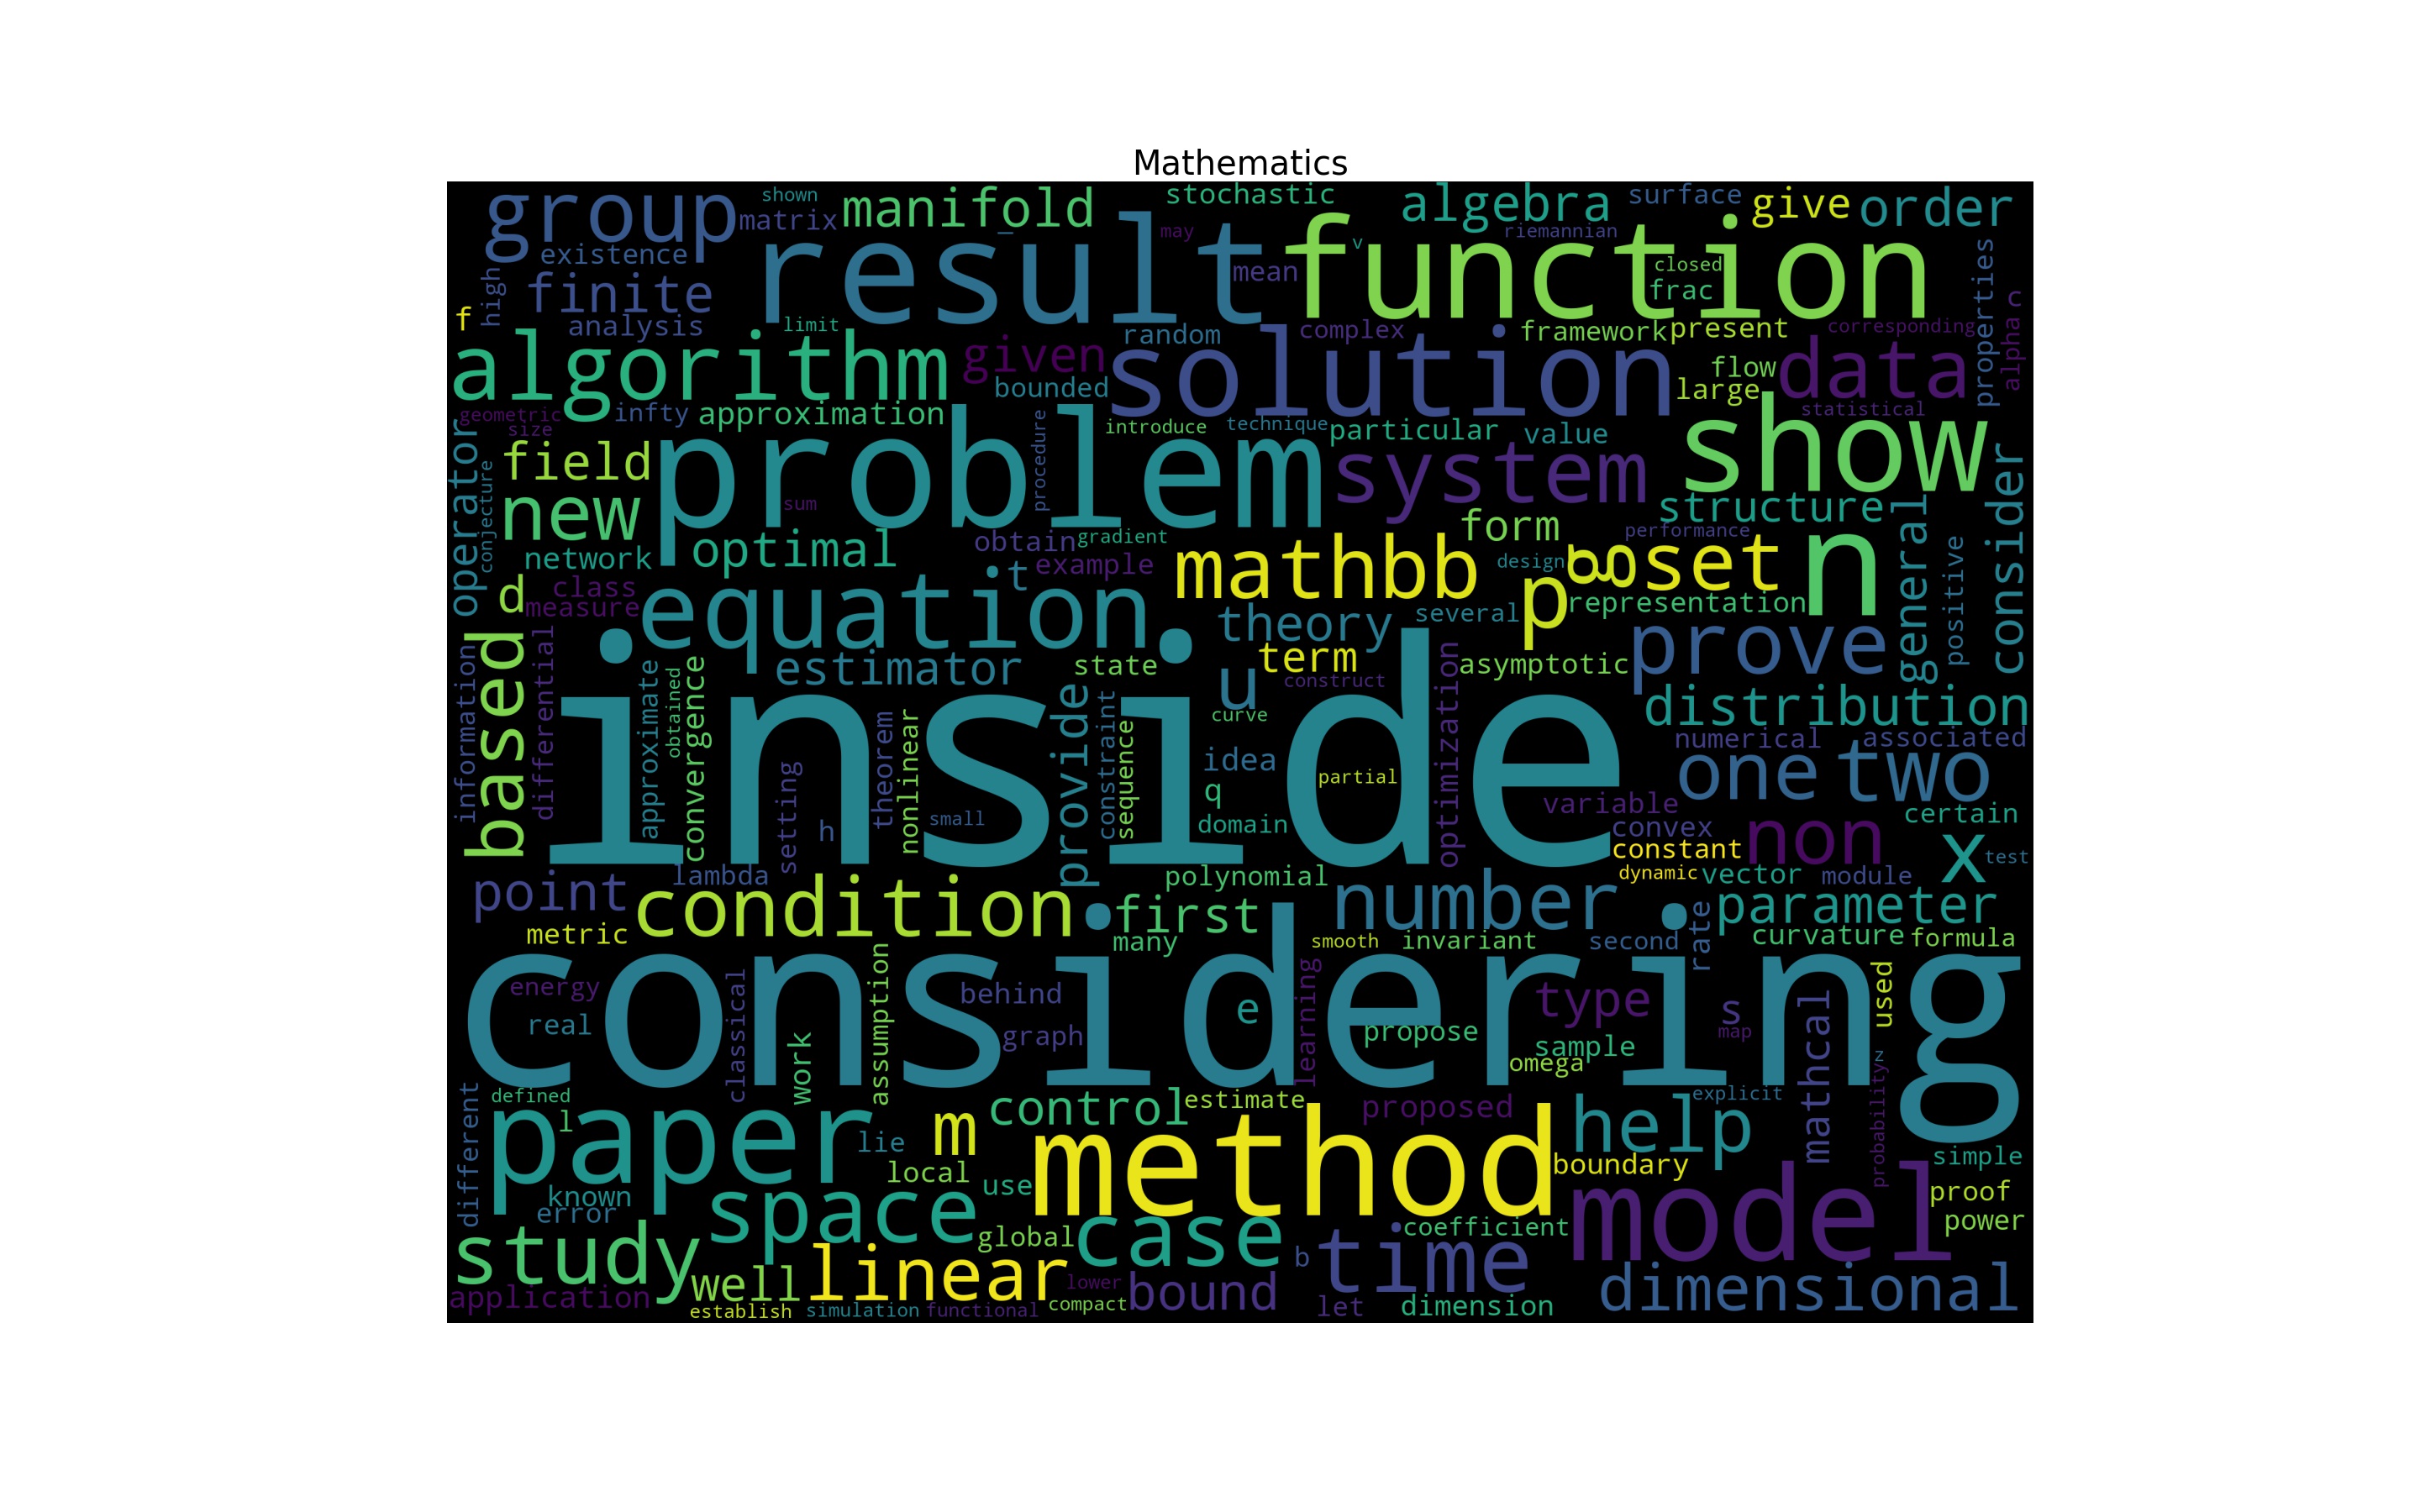 Mathematics
group
shown
matrix
manifold
stochastic
algebra
surface
give
order
existence
result
may
function
v
riemannian
mean
closed
frac
high
finite
properties
c
f
analysis
limit
random
complex
framework
present
corresponding
alpha
algorithm
given
bounded
solution
flow
large
data
geometric
size
infty
approximation
introduce
technique
particular
value
statistical
show
operator
conjecture
field
problem
procedure
system
structure
general
consider
new
sum
network
optimal
obtain
gradient
form
performance
n
d
class
measure
t
example
mathbb
design
p
g
set
positive
representation
equation
theory
several
based
information
differential
estimator
state
term
construct
asymptotic
prove
approximate
obtained
convergence
inside
provide
constraint
sequence
u
curve
optimization
distribution
numerical
associated
setting
h
theorem
nonlinear
small
idea
q
domain
partial
variable
one
two
certain
convex
constant
non
x
test
point
lambda
condition
polynomial
number
dynamic
vector
module
metric
first
many
smooth
invariant
second
rate
parameter
curvature
formula
energy
real
considering
classical
work
assumption
behind
graph
e
learning
propose
type
sample
omega
s
map
mathcal
used
z
different
defined
l
paper
lie
m
control
estimate
proposed
explicit
help
probability
simple
known
error
local
use
method
boundary
model
proof
power
study
space
global
case
coefficient
time
well
linear
b
application
establish
simulation
functional
lower
compact
bound
let
dimension
dimensional